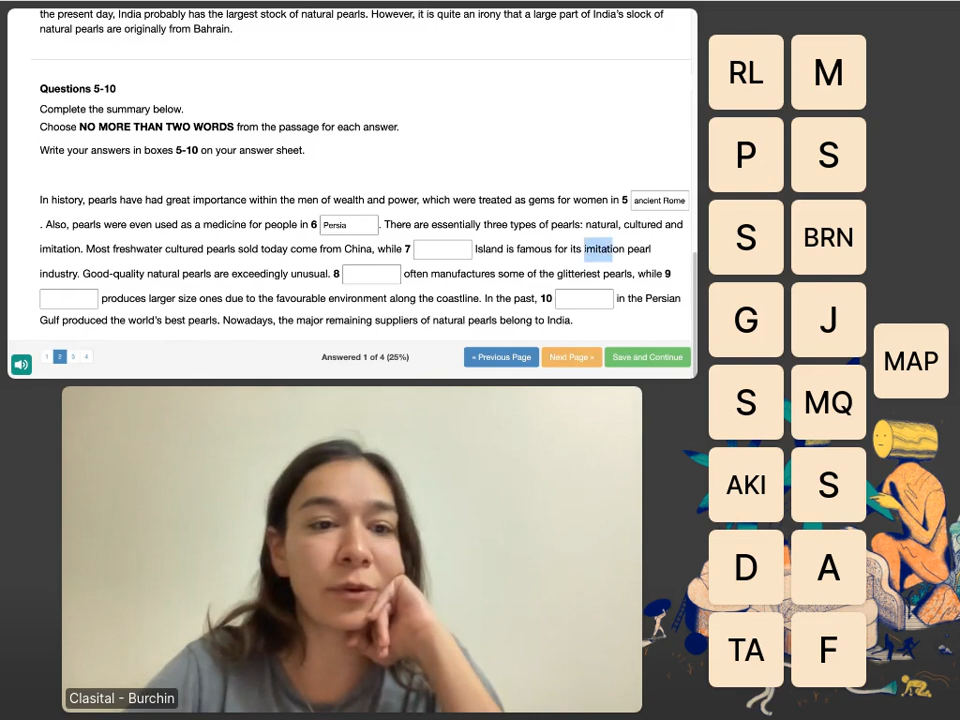 the present day, India probably has the largest stock of natural pearls. However, it is quite an irony that a large part of India's slock of
natural pearls are originally from Bahrain.
Questions 5-10
Complete the summary below.
Choose NO MORE THAN TWO WORDS from the passage for each answer.
Write your answers in boxes 5-10 on your answer sheet.
In history, pearls have had great importance within the men of wealth and power, which were treated as gems for women in 5 ancient Rome
. Also, pearls were even used as a medicine for people in 6 Persia . There are essentially three types of pearls: natural, cultured and
imitation. Most freshwater cultured pearls sold today come from China, while 7 Island is famous for its imitation pearl
industry. Good-quality natural pearls are exceedingly unusual. 8 often manufactures some of the glitteriest pearls, while 9
produces larger size ones due to the favourable environment along the coastline. In the past, 10 in the Persian
Gulf produced the world's best pearls. Nowadays, the major remaining suppliers of natural pearls belong to India.
1 2 3 4
Answered 1 of 4 (25%)
« Previous Page
Next Page »
Save and Continue
RL M
P S
S BRN
G J
MAP
S MQ
AKI S
D A
TA F
Clasital - Burchin